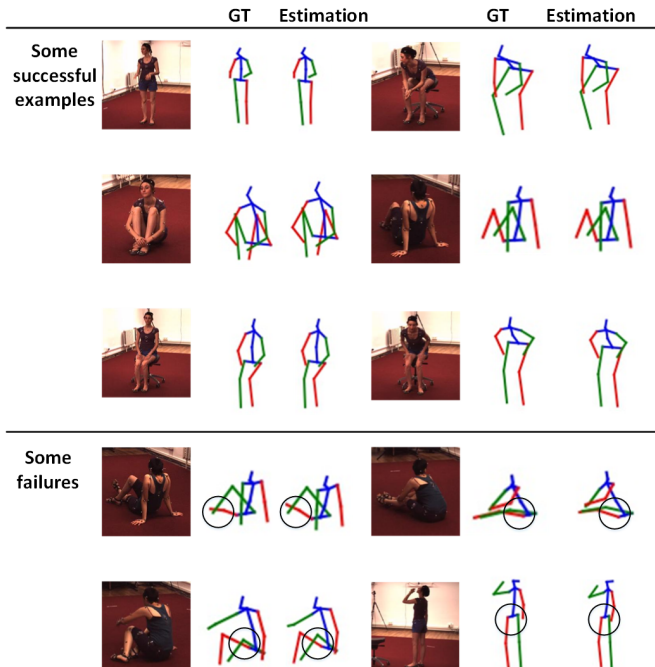 GT Estimation GT Estimation
Some
successful
examples
Some
failures